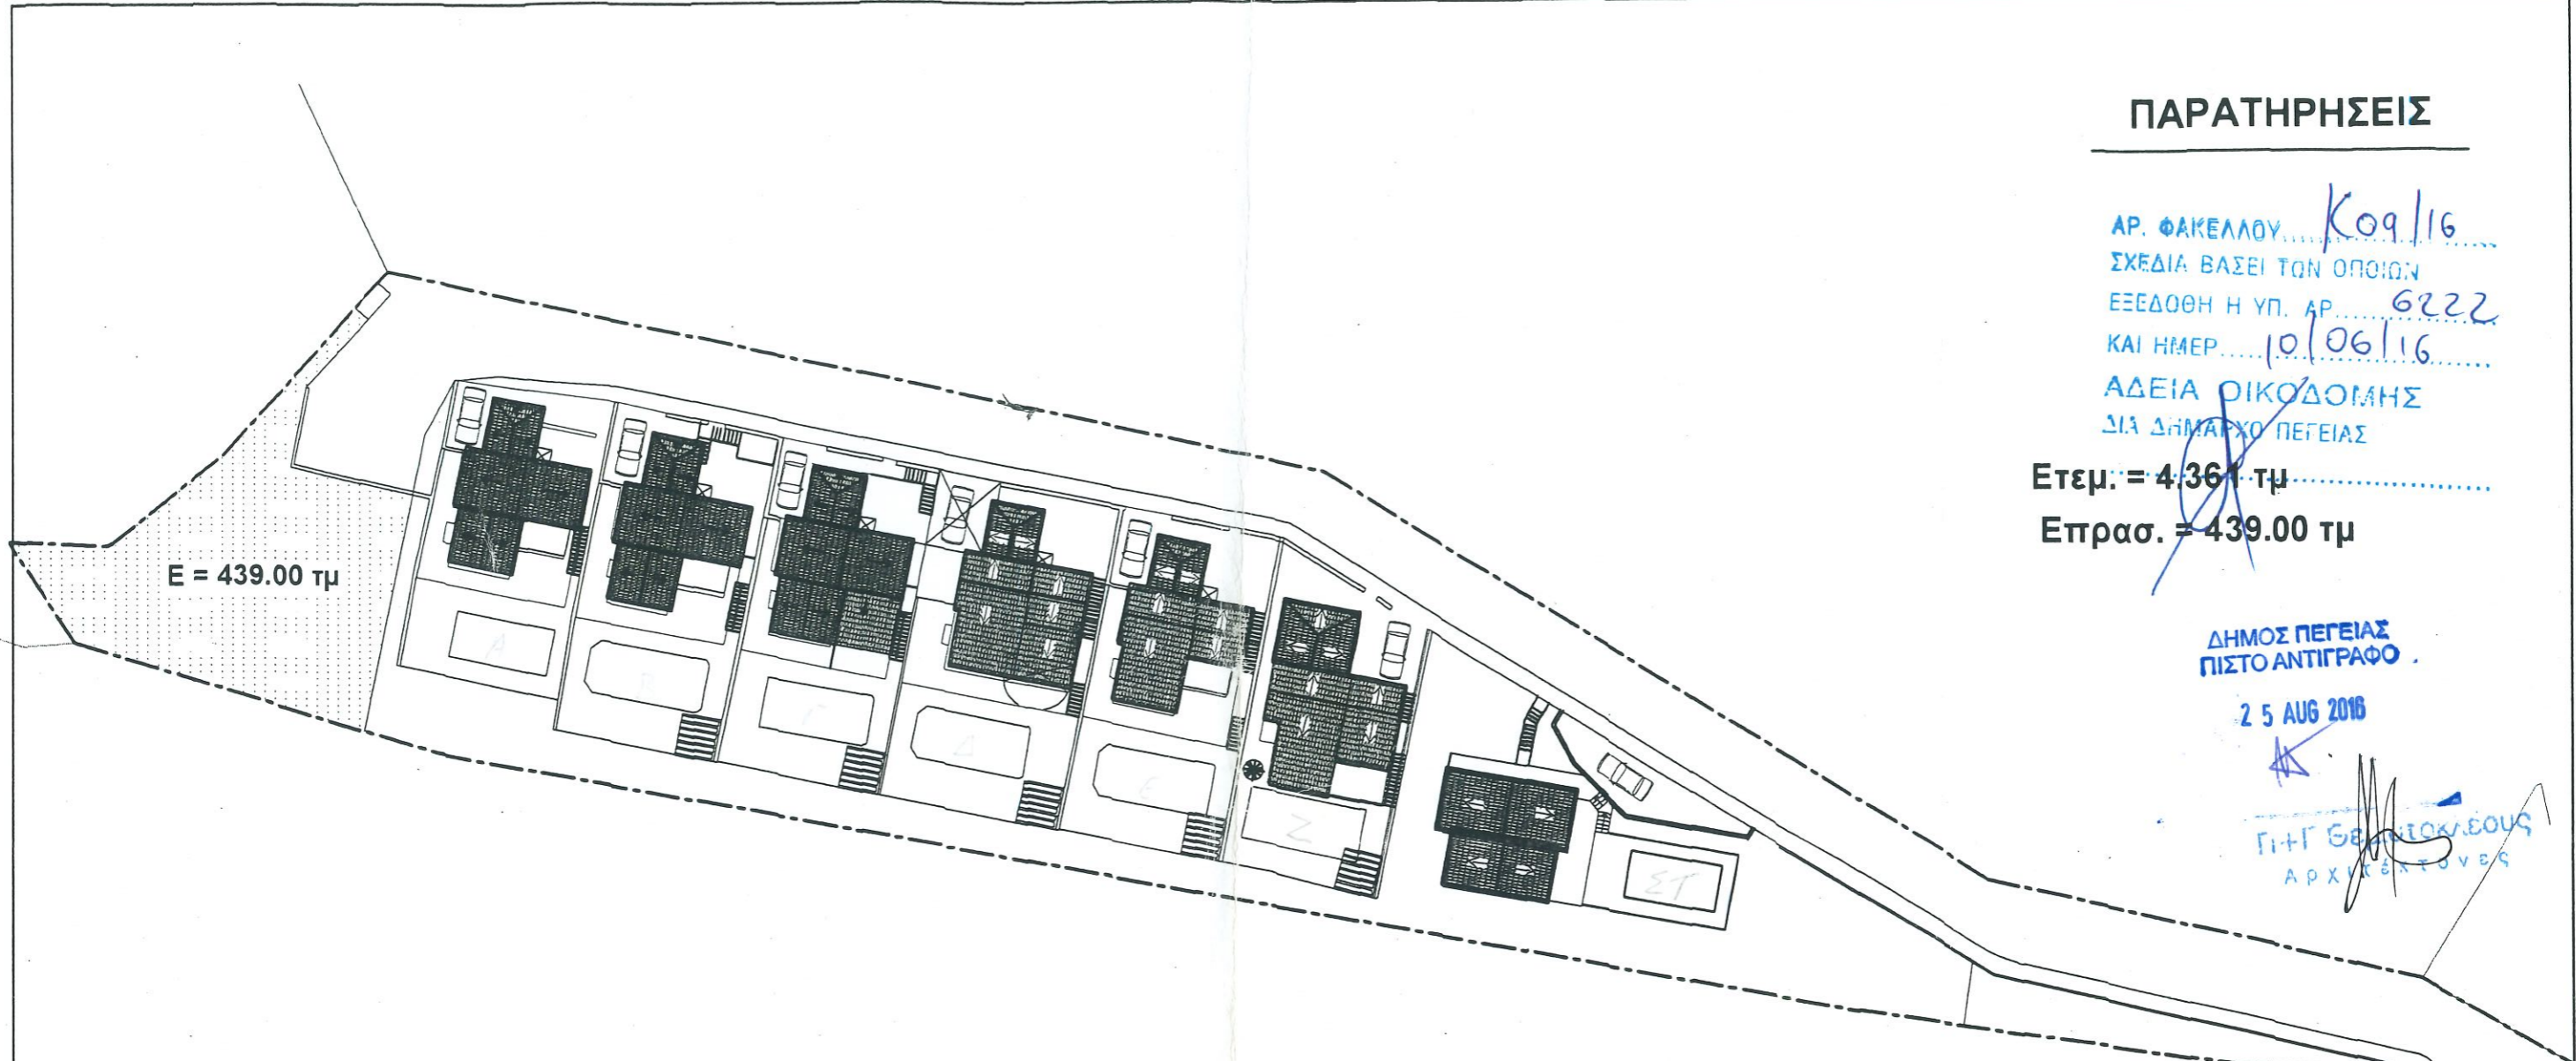 ΠΑΡΑΤΗΡΗΣΕΙΣ
ΑΡ. ΦΑΚΕΛΛΟΥ..... Κ09/16
ΣΧΕΔΙΑ ΒΑΣΕΙ ΤΩΝ ΟΠΟΙΩΝ
ΕΞΕΔΟΘΗ Η ΥΠ. ΑΡ..... 6222
ΚΑΙ ΗΜΕΡ..... 10/06/16
ΑΔΕΙΑ ΟΙΚΟΔΟΜΗΣ
ΔΙΑ ΔΗΜΑΡΧΟ ΠΕΓΕΙΑΣ
Ετεμ. = 4.361 τμ
Επρασ. = 439.00 τμ
Ε = 439.00 τμ
Α
Β
Γ
Δ
Ε
Ζ
ΣΤ
ΔΗΜΟΣ ΠΕΓΕΙΑΣ
ΠΙΣΤΟ ΑΝΤΙΓΡΑΦΟ
25 AUG 2016
Αρχιτέκτονες